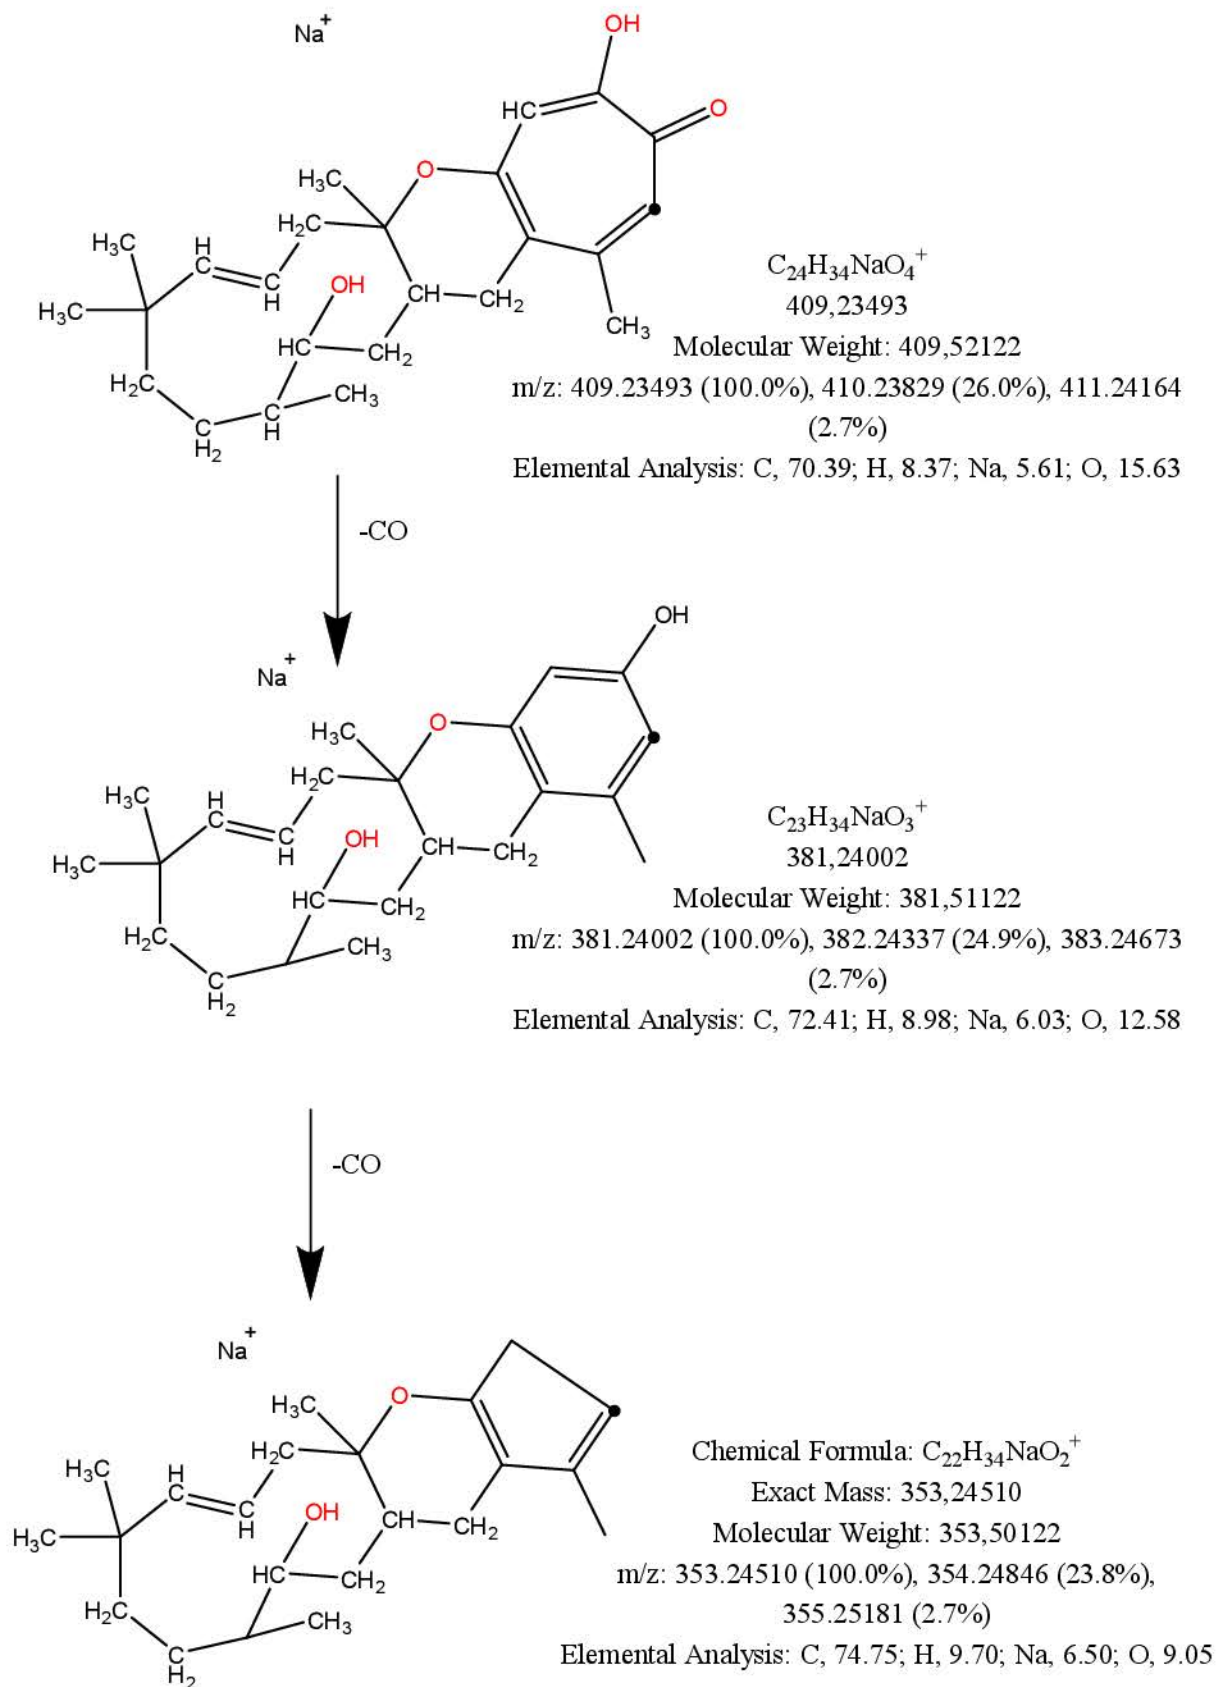 Na+
OH
HC
O
O
H3C
H2C
H
C
H3C
C
H
OH
CH
CH2
H3C
CH3
HC
CH2
H2C
CH3
C
H
C
H2
C24H34NaO4+
409,23493
Molecular Weight: 409,52122
m/z: 409.23493 (100.0%), 410.23829 (26.0%), 411.24164
(2.7%)
Elemental Analysis: C, 70.39; H, 8.37; Na, 5.61; O, 15.63
-CO
OH
Na+
O
H3C
H2C
H
C
H3C
C
H
OH
CH
CH2
H3C
HC
CH2
H2C
CH3
C
H2
C23H34NaO3+
381,24002
Molecular Weight: 381,51122
m/z: 381.24002 (100.0%), 382.24337 (24.9%), 383.24673
(2.7%)
Elemental Analysis: C, 72.41; H, 8.98; Na, 6.03; O, 12.58
-CO
Na+
O
H3C
H2C
H
C
H3C
C
H
OH
CH
CH2
H3C
HC
CH2
H2C
CH3
C
H2
Chemical Formula: C22H34NaO2+
Exact Mass: 353,24510
Molecular Weight: 353,50122
m/z: 353.24510 (100.0%), 354.24846 (23.8%),
355.25181 (2.7%)
Elemental Analysis: C, 74.75; H, 9.70; Na, 6.50; O, 9.05